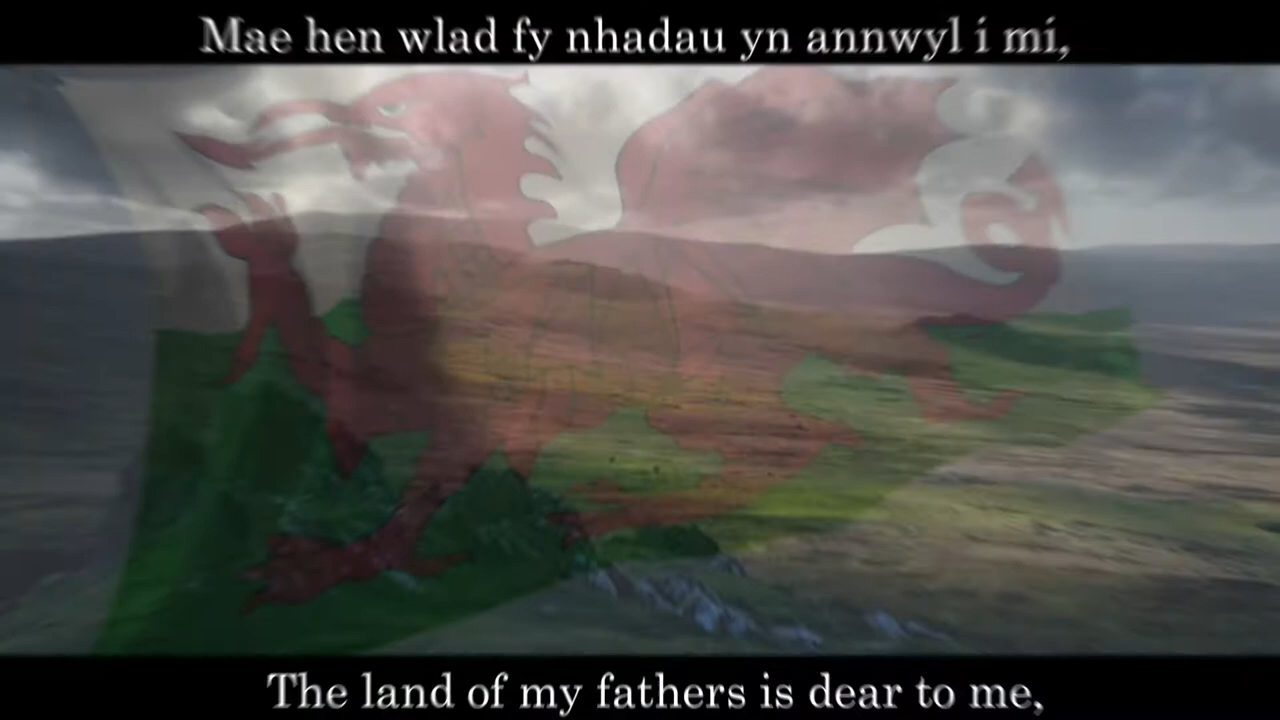 Mae hen wlad fy nhadau yn annwyl i mi,
The land of my fathers is dear to me,